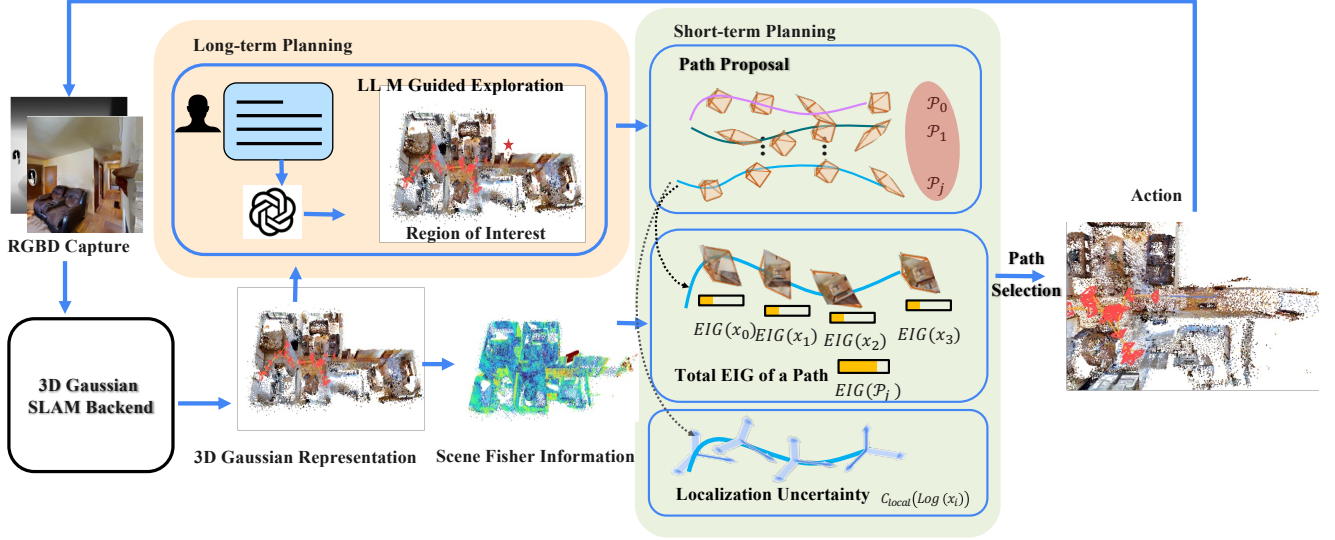 Long-term Planning
LL M Guided Exploration
Region of Interest
RGBD Capture
3D Gaussian
SLAM Backend
3D Gaussian Representation
Scene Fisher Information
Short-term Planning
Path Proposal
𝒫0
𝒫1
𝒫j
EIG(x0)
EIG(x1)
EIG(x2)
EIG(x3)
Total EIG of a Path
EIG(𝒫j)
Localization Uncertainty
Clocal(Log (xi))
Path
Selection
Action